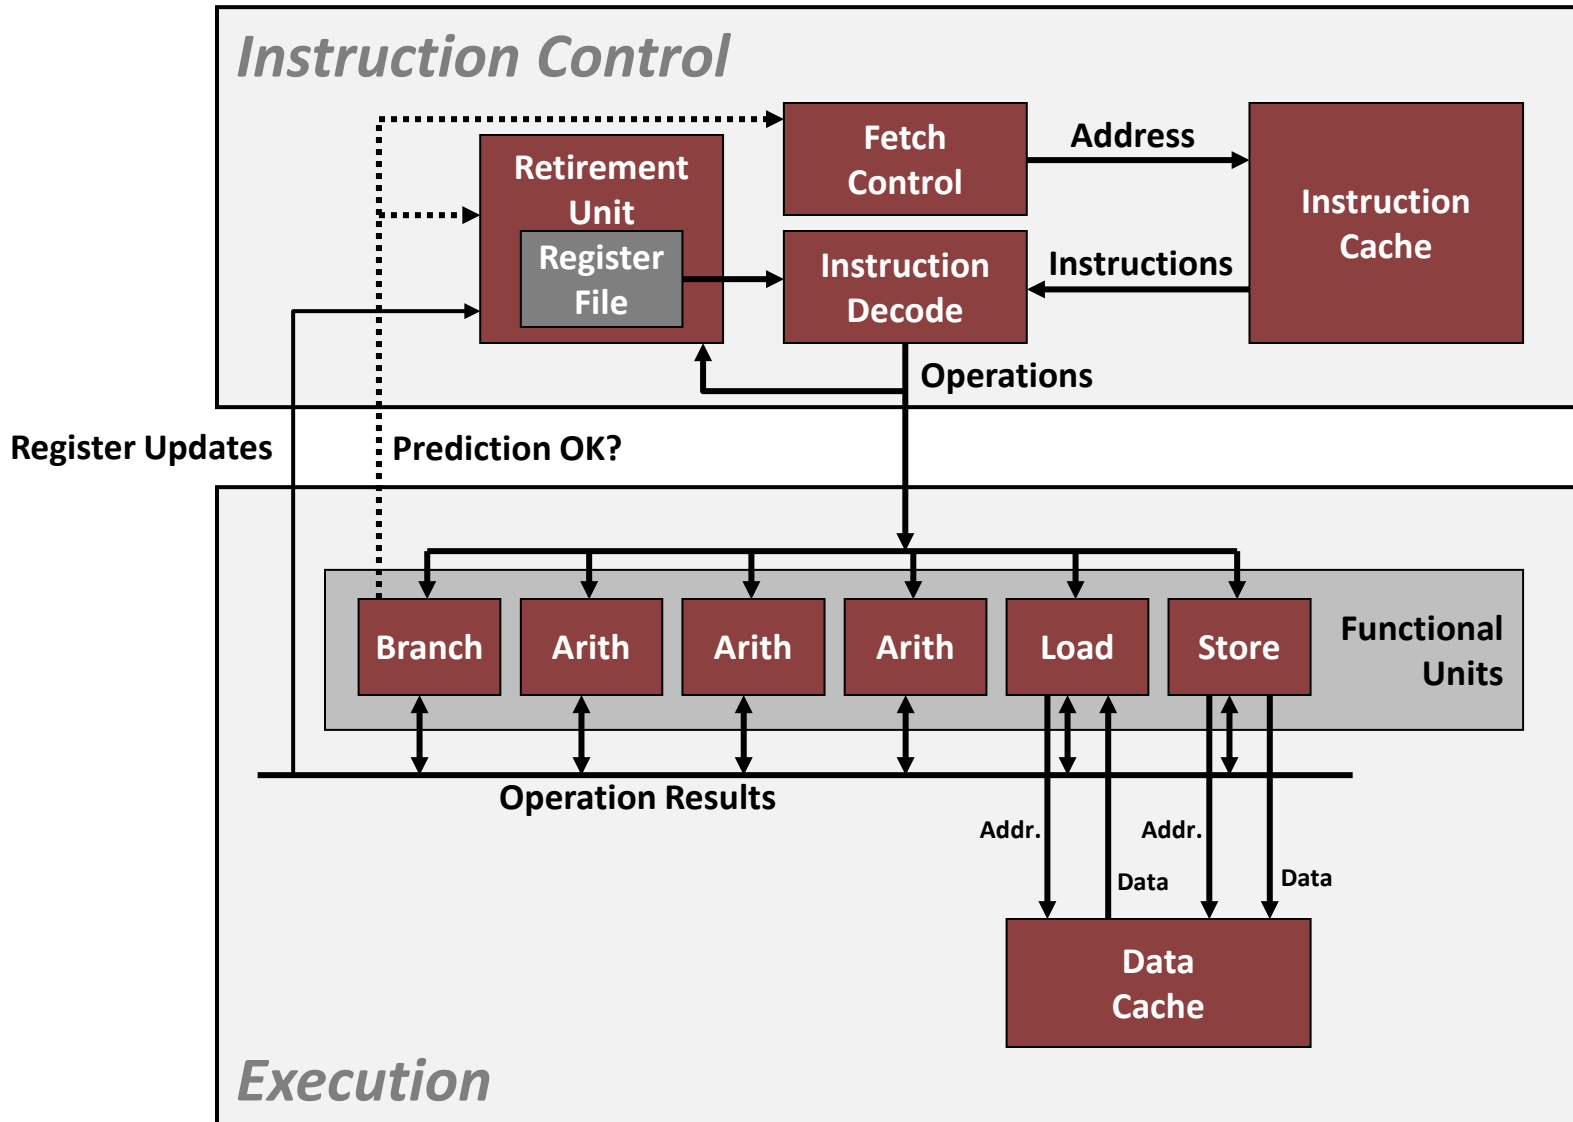 Instruction Control
Fetch
Control
Address
Instruction
Cache
Retirement
Unit
Register
File
Instruction
Decode
Instructions
Operations
Register Updates
Prediction OK?
Branch
Arith
Arith
Arith
Load
Store
Functional
Units
Operation Results
Addr.
Addr.
Data
Data
Data
Cache
Execution